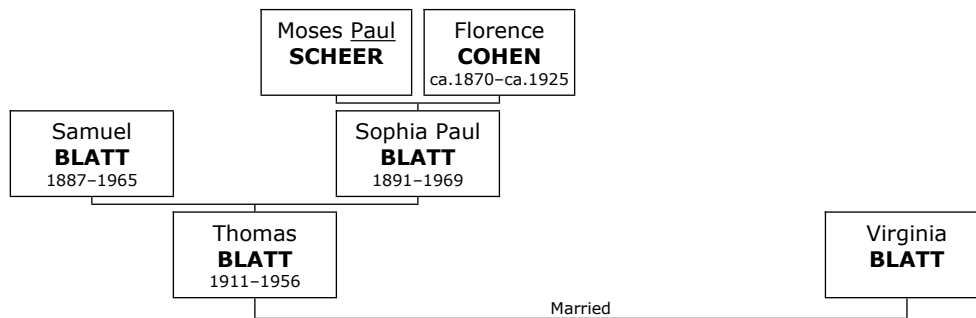 Moses Paul
SCHEER
Florence
COHEN
ca.1870–ca.1925
Samuel
BLATT
1887–1965
Sophia Paul
BLATT
1891–1969
Thomas
BLATT
1911–1956
Virginia
BLATT
Married